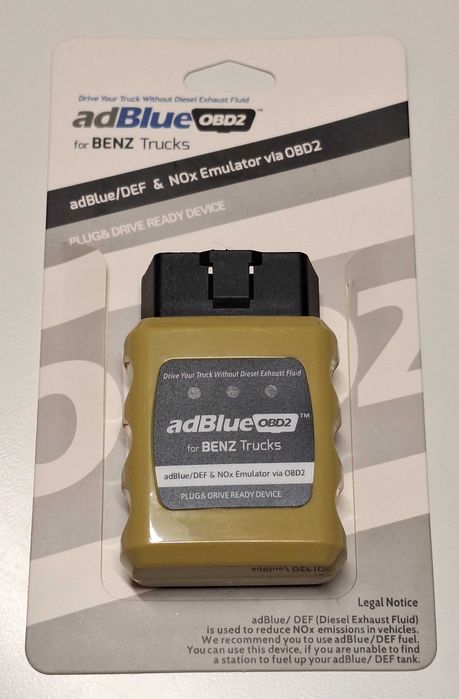 Drive Your Truck Without Diesel Exhaust Fluid
adBlue OBD2™
for BENZ Trucks
adBlue/DEF & NOx Emulator via OBD2
PLUG& DRIVE READY DEVICE
OBD2
Drive Your Truck Without Diesel Exhaust Fluid
adBlue OBD2™
for BENZ Trucks
adBlue/DEF & NOx Emulator via OBD2
PLUG& DRIVE READY DEVICE
Legal Notice
adBlue/ DEF (Diesel Exhaust Fluid)
is used to reduce NOx emissions in vehicles.
We recommend you to use adBlue/DEF fuel.
You can use this device. if you are unable to find
a station to fuel up your adBlue/ DEF tank.